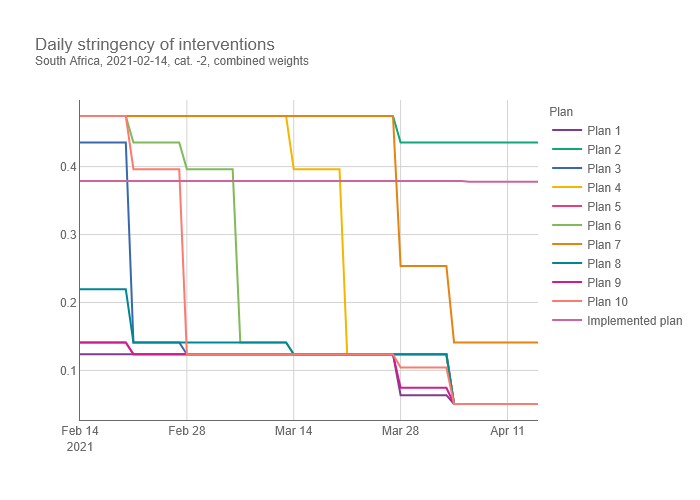 Daily stringency of interventions
South Africa, 2021-02-14, cat. -2, combined weights
Plan
Plan 1
Plan 2
Plan 3
Plan 4
Plan 5
Plan 6
Plan 7
Plan 8
Plan 9
Plan 10
Implemented plan
0.4
0.3
0.2
0.1
Feb 14 Feb 28 Mar 14 Mar 28 Apr 11
2021